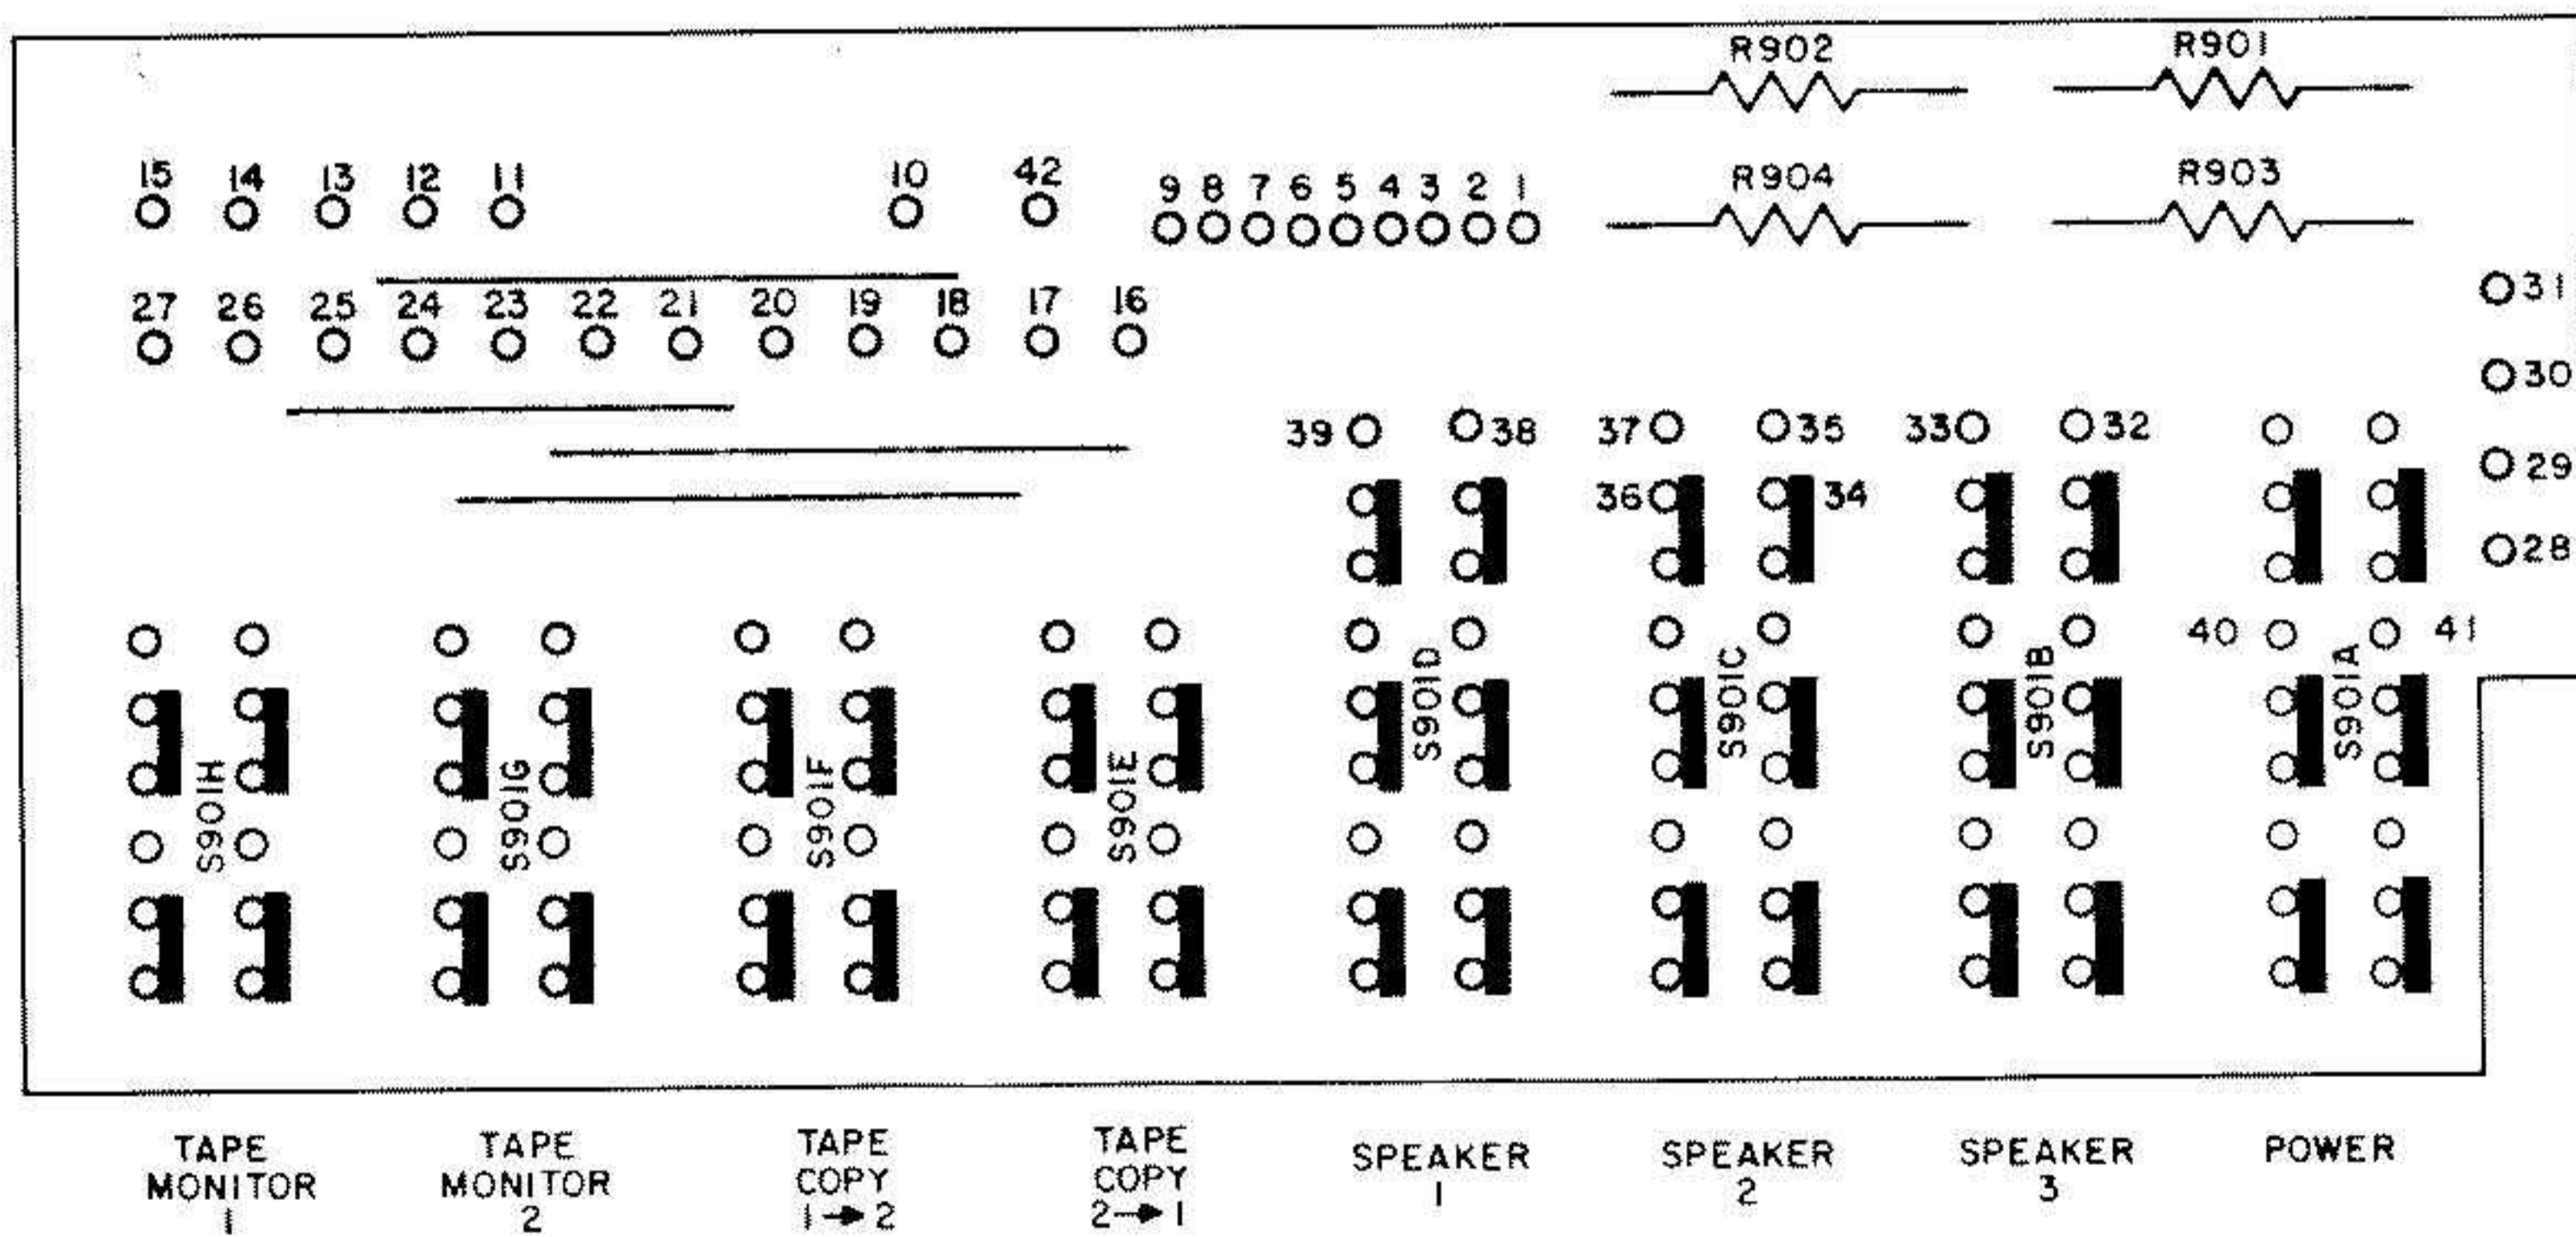 R902 R901
15 14 13 12 11 10 42 9 8 7 6 5 4 3 2 1 R904 R903
27 26 25 24 23 22 21 20 19 18 17 16 31
30
39 38 37 35 33 32
29
36 34
28
40 41
S901H S901G S901F S901E S901D S901C S901B S901A
TAPE MONITOR 1
TAPE MONITOR 2
TAPE COPY 1→2
TAPE COPY 2→1
SPEAKER 1
SPEAKER 2
SPEAKER 3
POWER